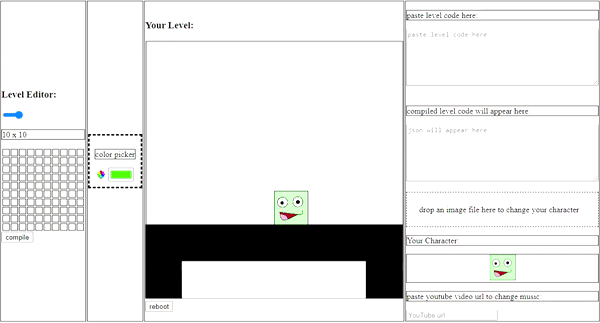 Level Editor:
10 x 10
compile
color picker
Your Level:
reboot
paste level code here
paste level code here
compiled level code will appear here
json will appear here
drop an image file here to change your character
Your Character
paste youtube video url to change music
YouTube url